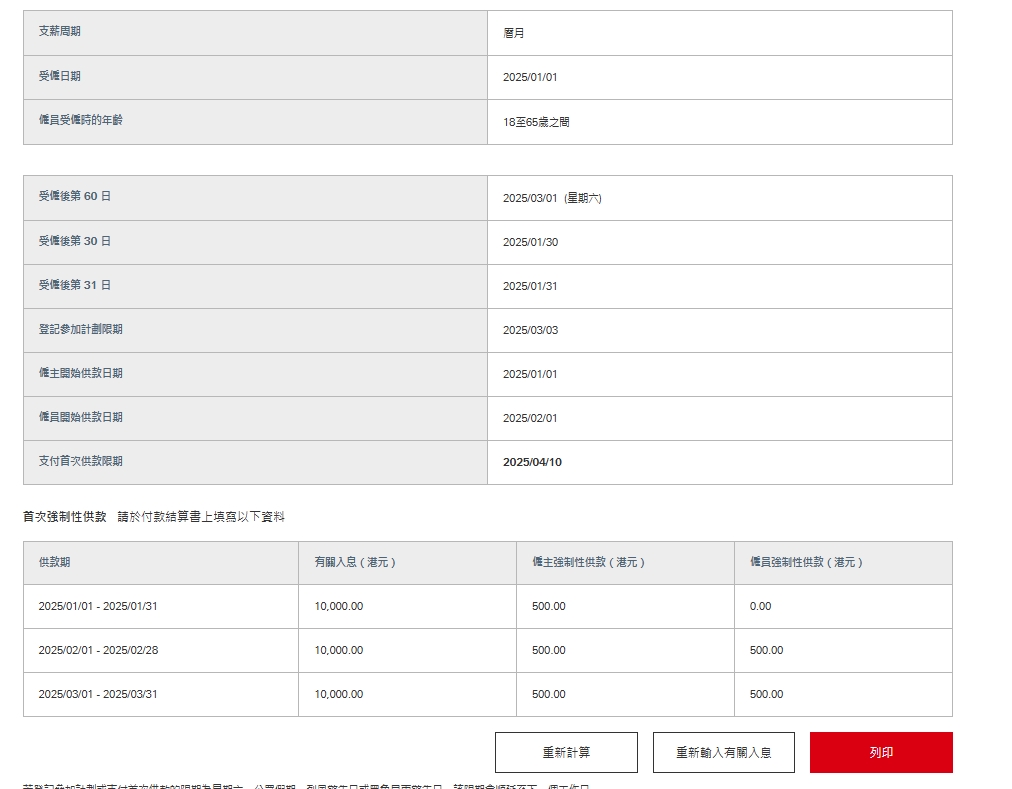 支薪周期 曆月
受僱日期 2025/01/01
僱員受僱時的年齡 18至65歲之間
受僱後第 60 日 2025/03/01 (星期六)
受僱後第 30 日 2025/01/30
受僱後第 31 日 2025/01/31
登記參加計劃限期 2025/03/03
僱主開始供款日期 2025/01/01
僱員開始供款日期 2025/02/01
支付首次供款限期 2025/04/10
首次強制性供款 請於付款結算書上填寫以下資料
供款期 有關入息 ( 港元 ) 僱主強制性供款 ( 港元 ) 僱員強制性供款 ( 港元 )
2025/01/01 - 2025/01/31 10,000.00 500.00 0.00
2025/02/01 - 2025/02/28 10,000.00 500.00 500.00
2025/03/01 - 2025/03/31 10,000.00 500.00 500.00
重新計算 重新輸入有關入息 列印